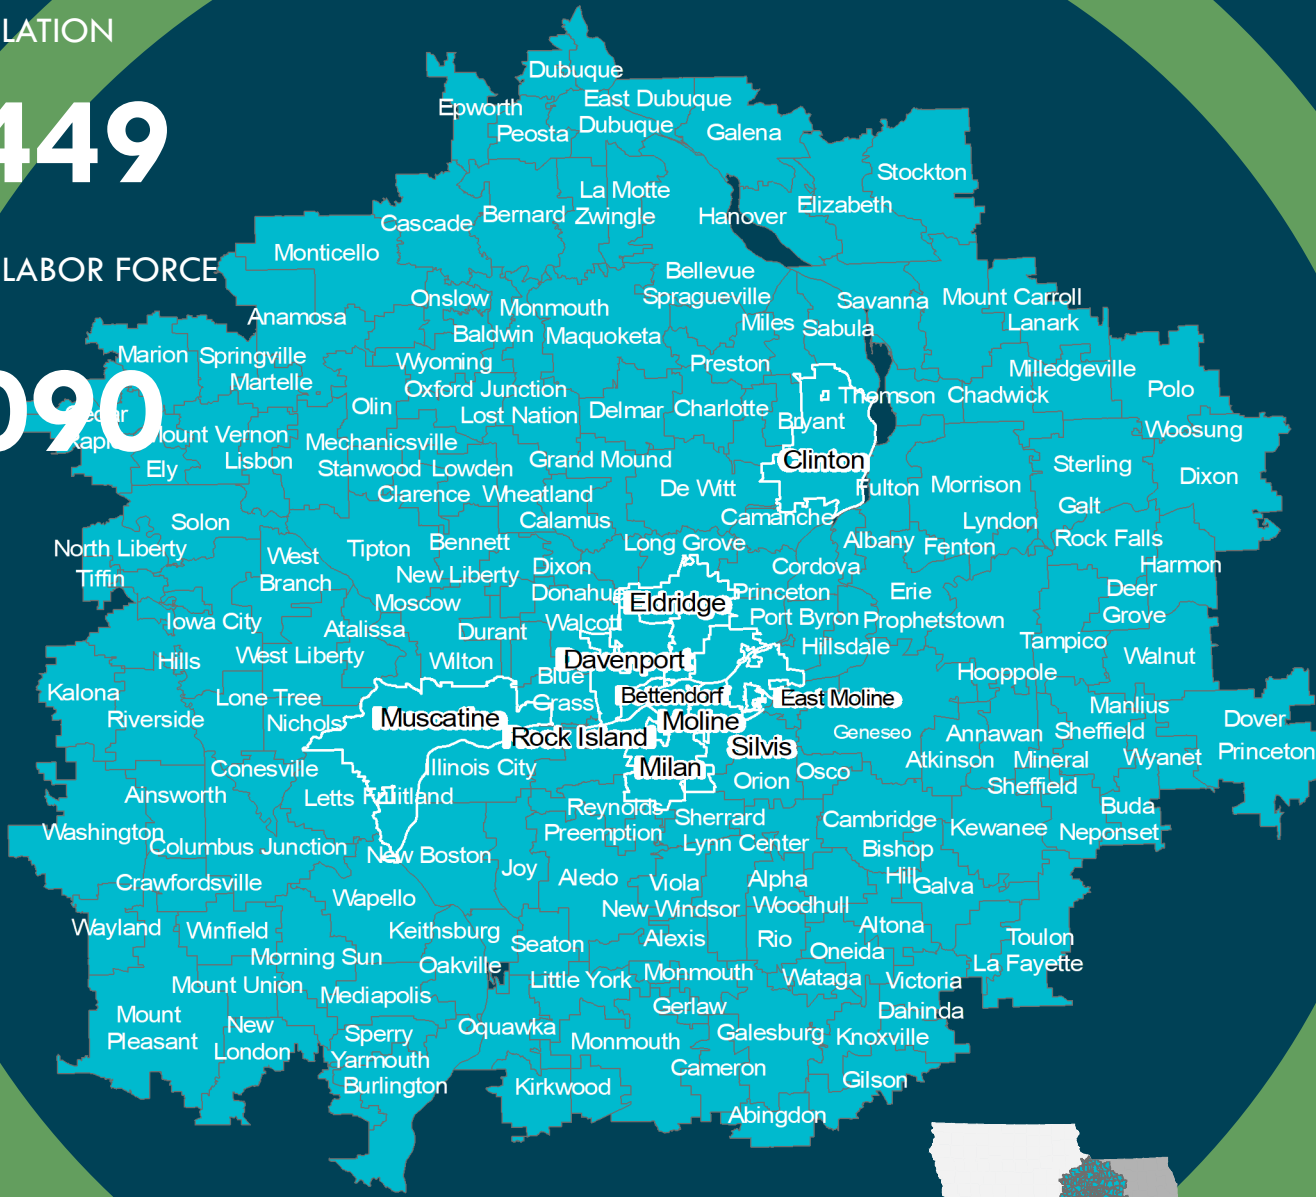 LATION
449
LABOR FORCE
090
Dubuque
Epworth
East Dubuque
Peosta
Dubuque
Galena
Stockton
La Motte
Cascade
Bernard
Zwingle
Hanover
Elizabeth
Monticello
Bellevue
Onslow
Monmouth
Spragueville
Savanna
Mount Carroll
Anamosa
Baldwin
Maquoketa
Miles
Sabula
Lanark
Marion
Springville
Wyoming
Preston
Milledgeville
Martelle
Oxford Junction
Thomson
Chadwick
Polo
Olin
Lost Nation
Delmar
Charlotte
Bryant
Woosung
Mount Vernon
Mechanicsville
Ely
Lisbon
Stanwood
Lowden
Grand Mound
Clinton
Sterling
Dixon
Clarence
Wheatland
De Witt
Fulton
Morrison
Galt
Solon
Calamus
Camanche
Lyndon
North Liberty
West
Branch
Tipton
Bennett
Long Grove
Albany
Fenton
Rock Falls
Tiffin
New Liberty
Dixon
Cordova
Harmon
Moscow
Donahue
Eldridge
Princeton
Erie
Deer
Grove
Iowa City
Atalissa
Durant
Walcott
Port Byron
Prophetstown
Hills
West Liberty
Wilton
Davenport
Hillsdale
Tampico
Walnut
Kalona
Lone Tree
Blue
Grass
Bettendorf
East Moline
Hooppole
Riverside
Nichols
Muscatine
Rock Island
Moline
Geneseo
Annawan
Manlius
Sheffield
Dover
Conesville
Illinois City
Milan
Silvis
Atkinson
Mineral
Wyanet
Princeton
Ainsworth
Letts
Fruitland
Orion
Osco
Sheffield
Reynolds
Sherrard
Cambridge
Kewanee
Buda
Neponset
Washington
Columbus Junction
Preemption
Lynn Center
Bishop
Hill
New Boston
Joy
Aledo
Viola
Alpha
Galva
Crawfordsville
Wapello
New Windsor
Woodhull
Wayland
Winfield
Keithsburg
Seaton
Alexis
Rio
Altona
Toulon
Morning Sun
Oakville
Oneida
La Fayette
Mount Union
Mediapolis
Little York
Monmouth
Wataga
Victoria
Mount
Pleasant
New
London
Sperry
Oquawka
Gerlaw
Galesburg
Dahinda
Yarmouth
Monmouth
Knoxville
Burlington
Kirkwood
Cameron
Gilson
Abingdon